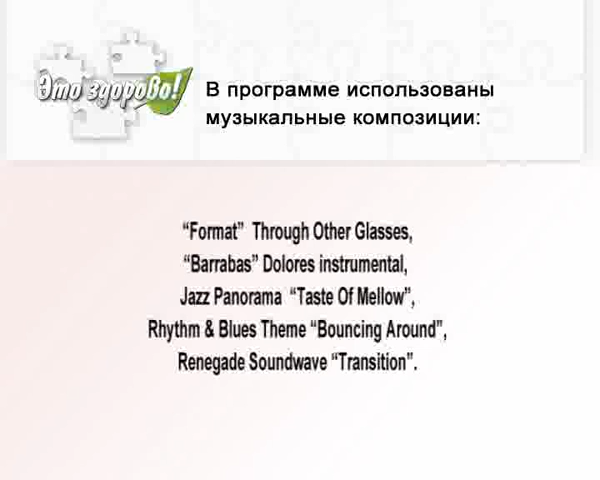 Это здорово!
В программе использованы
музыкальные композиции:
“Format” Through Other Glasses,
“Barrabas” Dolores instrumental,
Jazz Panorama “Taste Of Mellow”,
Rhythm & Blues Theme “Bouncing Around”,
Renegade Soundwave “Transition”.